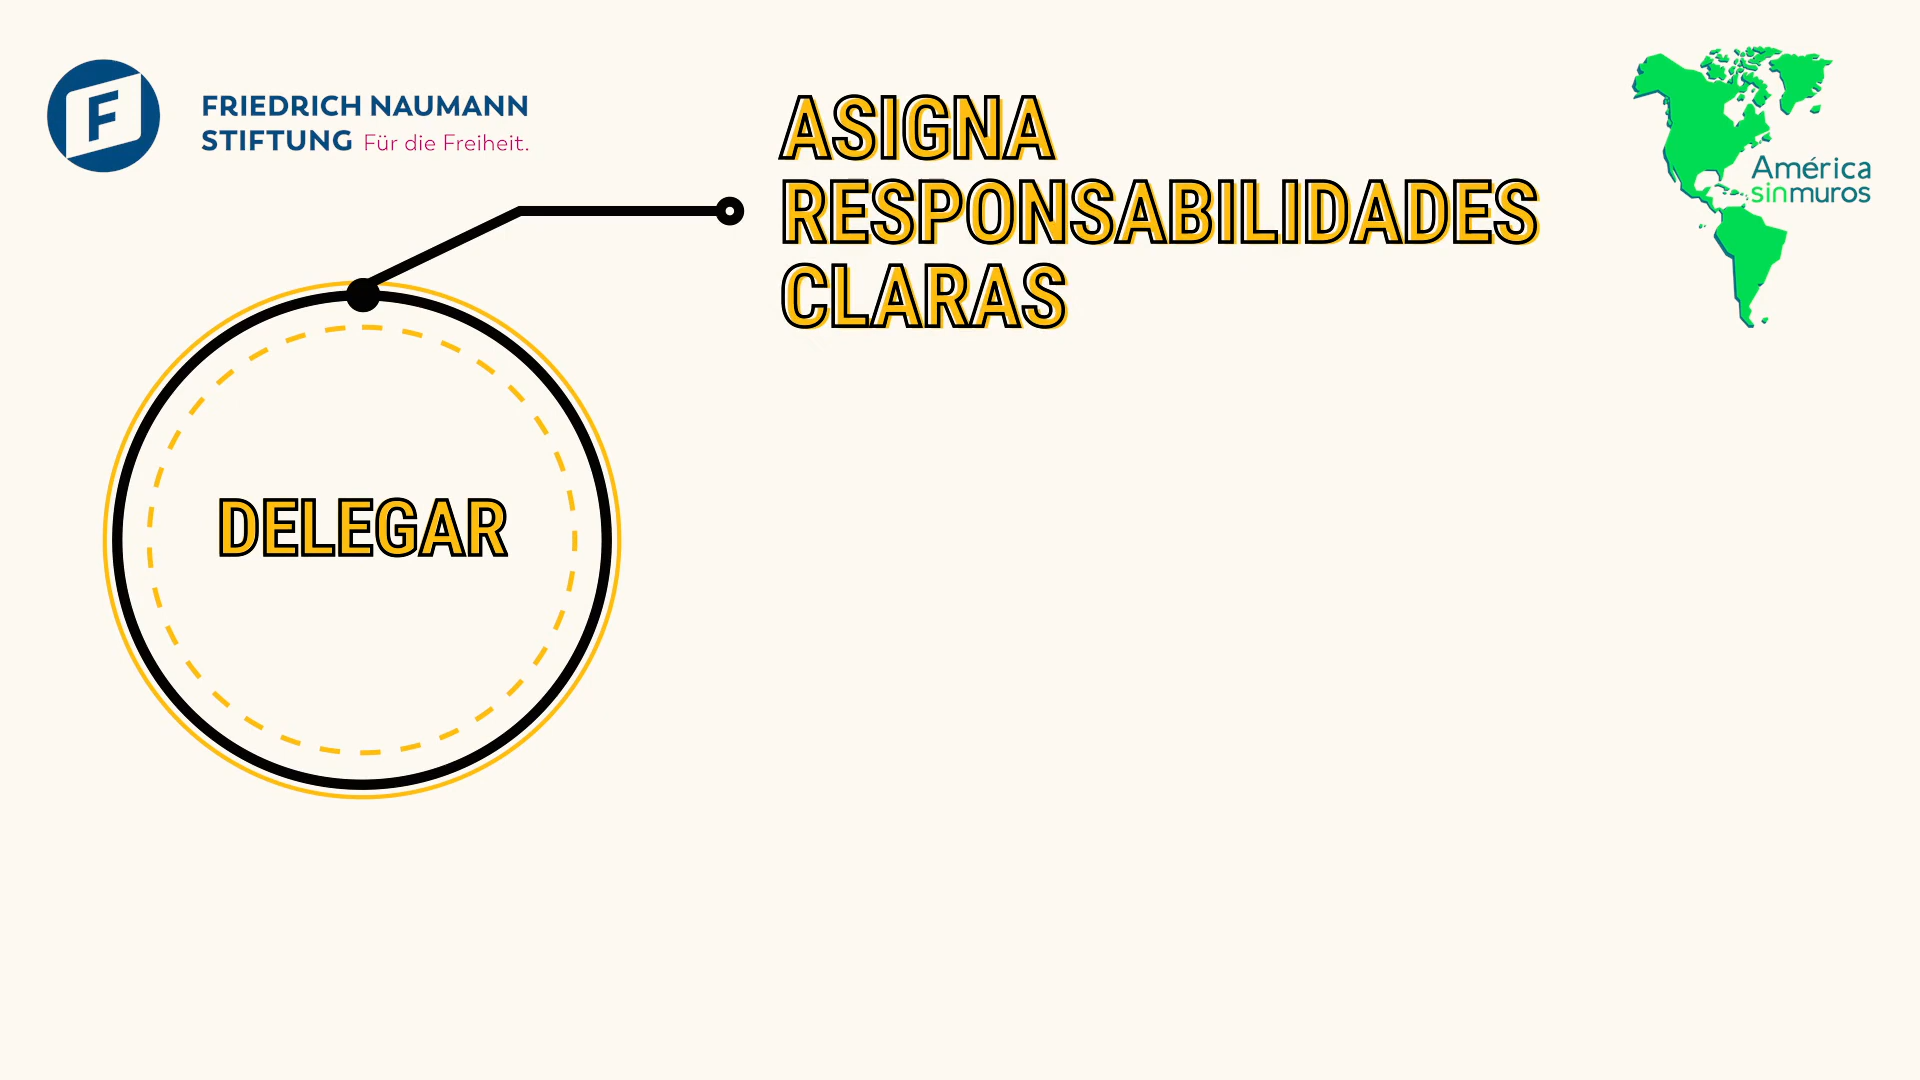 F
FRIEDRICH NAUMANN
STIFTUNG Für die Freiheit.
ASIGNA
RESPONSABILIDADES
CLARAS
América
sinmuros
DELEGAR